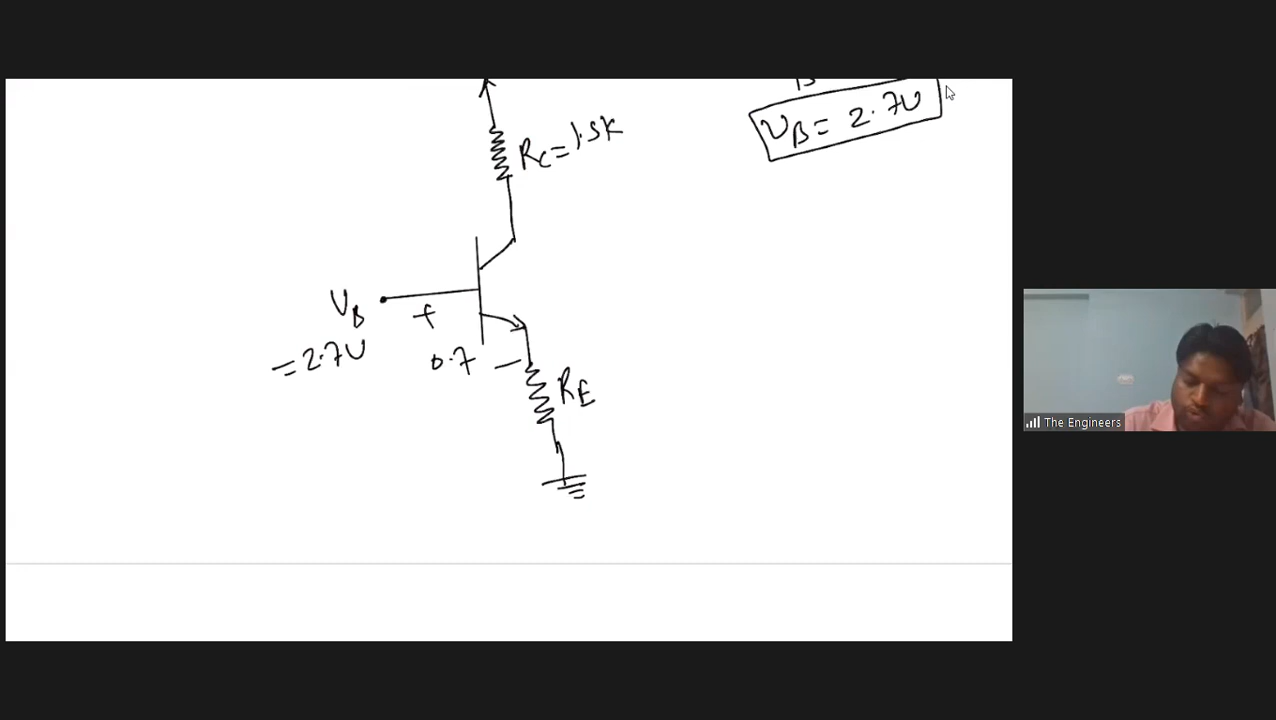 V_B = 2.7V
R_C = 1.5K
V_B
= 2.7V
+
0.7 −
R_E
The Engineers